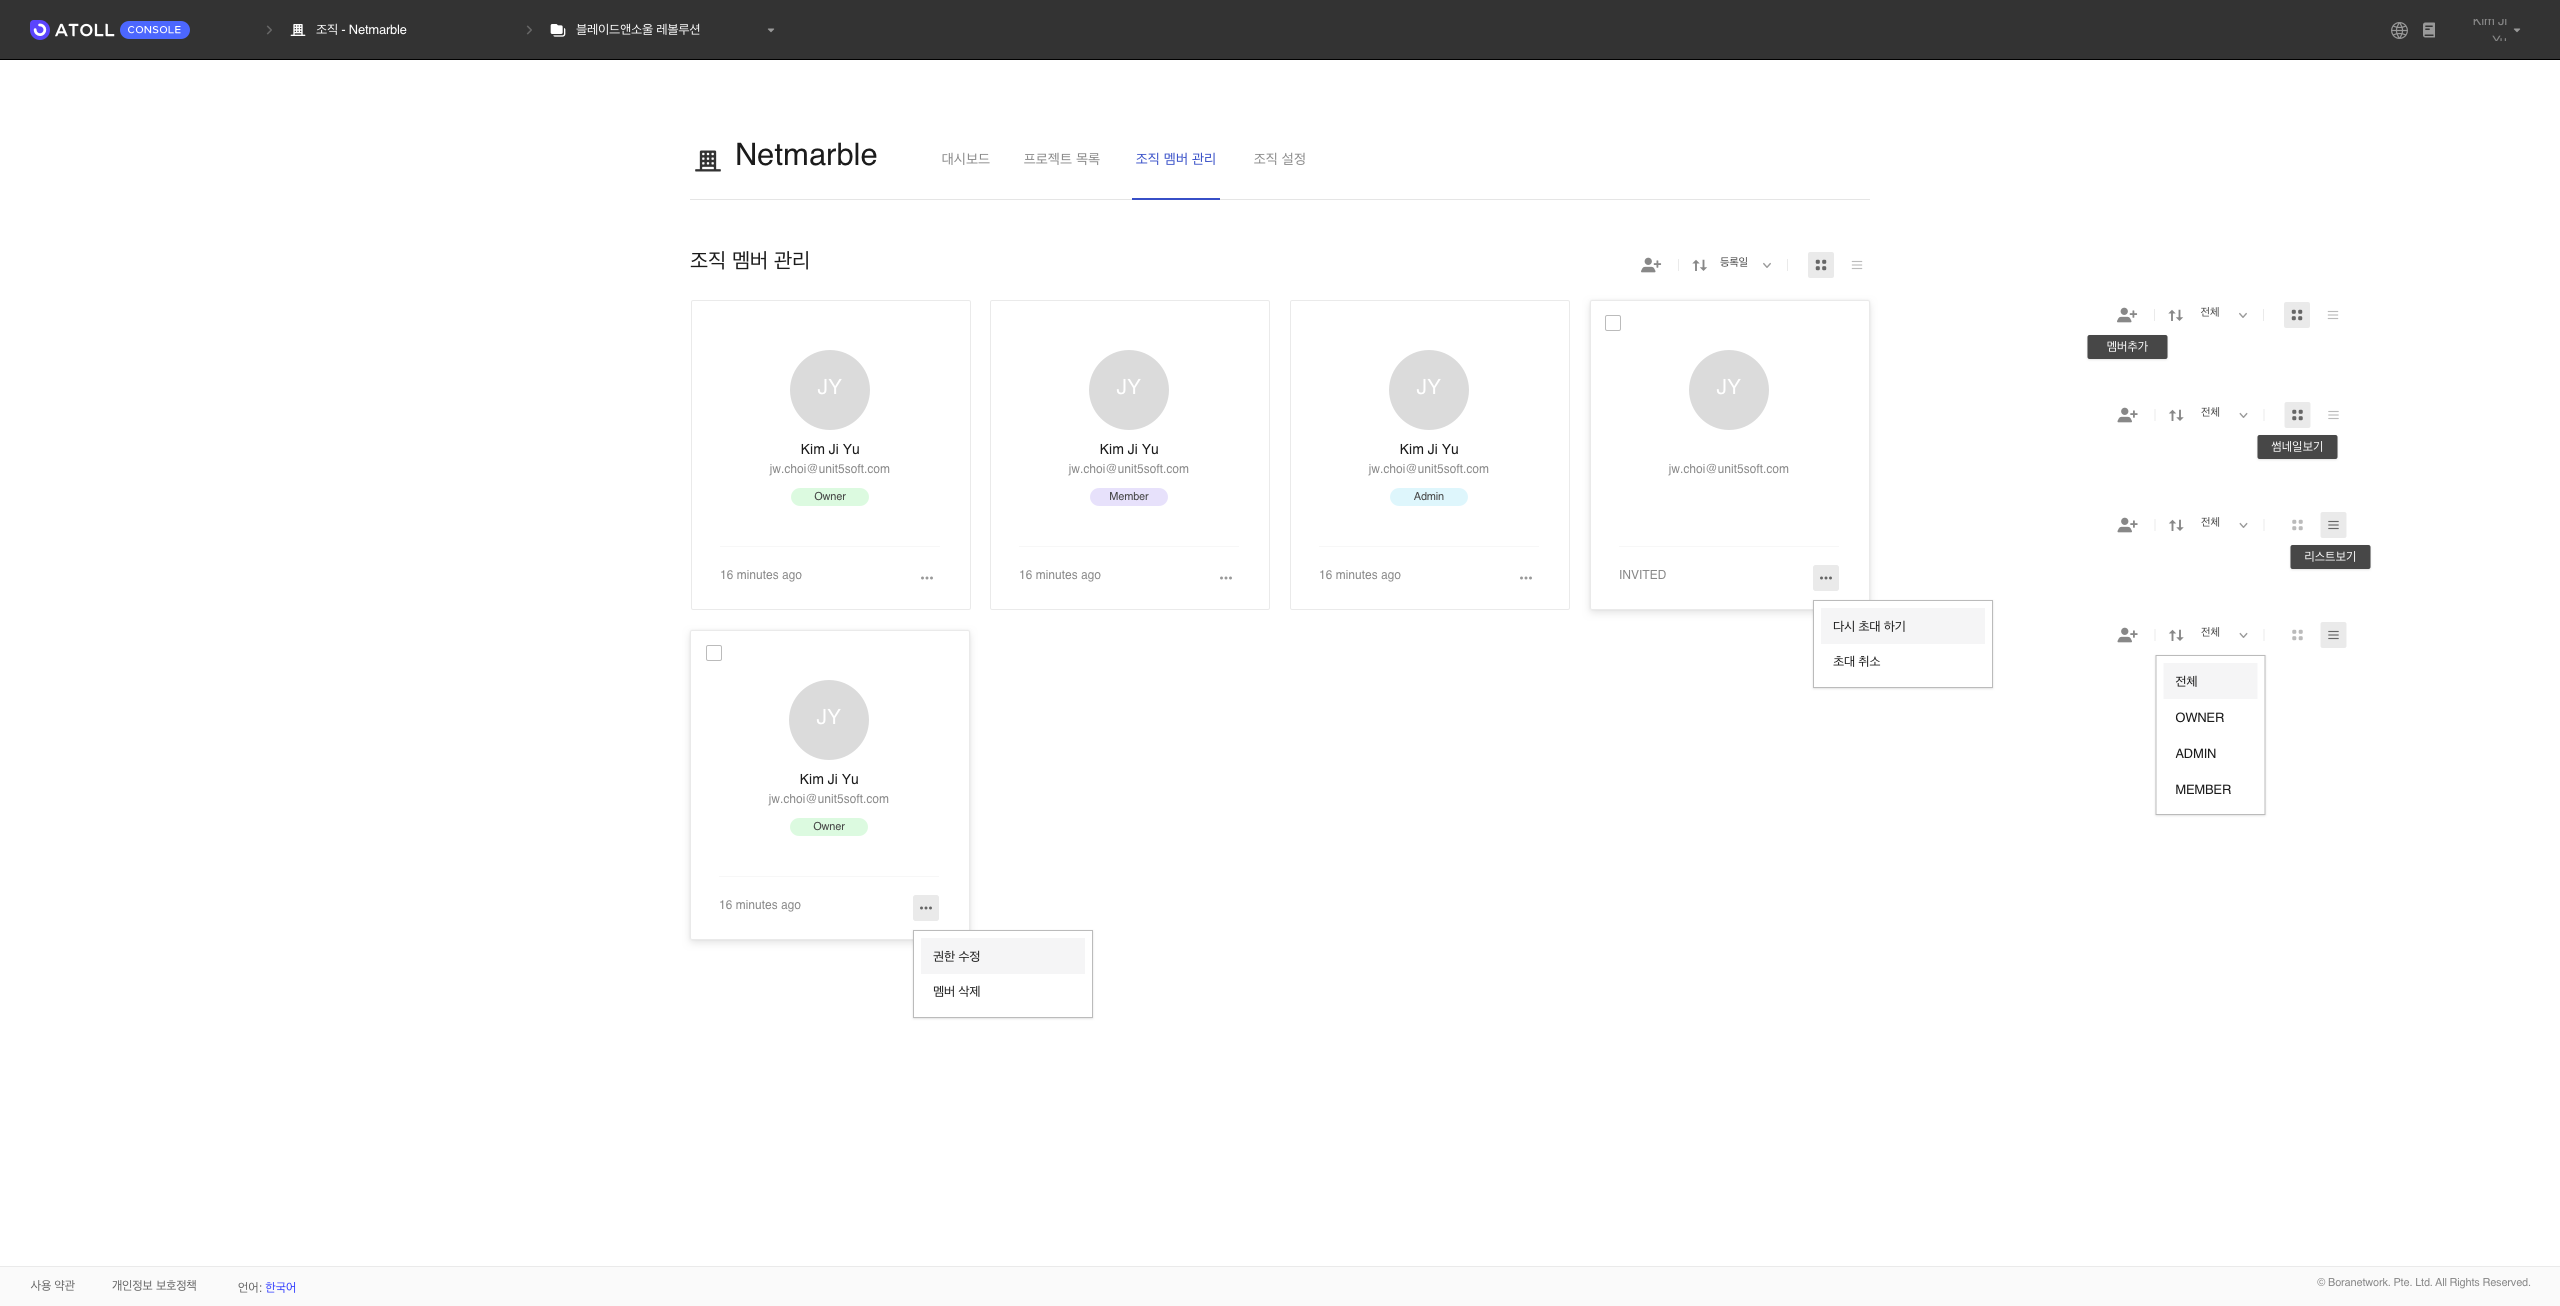 ATOLL CONSOLE
조직 - Netmarble
블레이드앤소울 레볼루션
Kim Ji
Yu
Netmarble
대시보드
프로젝트 목록
조직 멤버 관리
조직 설정
조직 멤버 관리
등록일
JY
Kim Ji Yu
jw.choi@unit5soft.com
Owner
16 minutes ago
JY
Kim Ji Yu
jw.choi@unit5soft.com
Member
16 minutes ago
JY
Kim Ji Yu
jw.choi@unit5soft.com
Admin
16 minutes ago
JY
jw.choi@unit5soft.com
INVITED
다시 초대 하기
초대 취소
JY
Kim Ji Yu
jw.choi@unit5soft.com
Owner
16 minutes ago
권한 수정
멤버 삭제
전체
멤버추가
전체
썸네일보기
전체
리스트보기
전체
전체
OWNER
ADMIN
MEMBER
사용 약관
개인정보 보호정책
언어: 한국어
© Boranetwork. Pte. Ltd. All Rights Reserved.